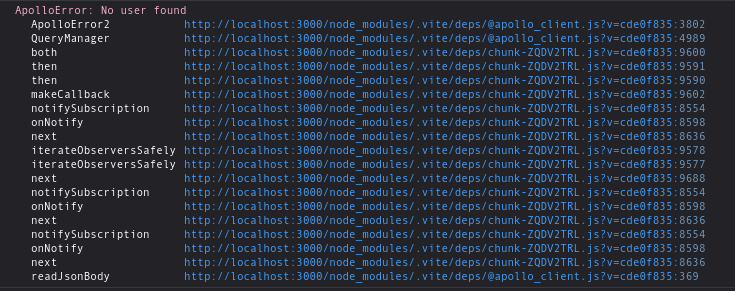 ApolloError: No user found
ApolloError2 http://localhost:3000/node_modules/.vite/deps/@apollo_client.js?v=cde0f835:3802
QueryManager http://localhost:3000/node_modules/.vite/deps/@apollo_client.js?v=cde0f835:4989
both http://localhost:3000/node_modules/.vite/deps/chunk-ZQDV2TRL.js?v=cde0f835:9600
then http://localhost:3000/node_modules/.vite/deps/chunk-ZQDV2TRL.js?v=cde0f835:9591
then http://localhost:3000/node_modules/.vite/deps/chunk-ZQDV2TRL.js?v=cde0f835:9590
makeCallback http://localhost:3000/node_modules/.vite/deps/chunk-ZQDV2TRL.js?v=cde0f835:9602
notifySubscription http://localhost:3000/node_modules/.vite/deps/chunk-ZQDV2TRL.js?v=cde0f835:8554
onNotify http://localhost:3000/node_modules/.vite/deps/chunk-ZQDV2TRL.js?v=cde0f835:8598
next http://localhost:3000/node_modules/.vite/deps/chunk-ZQDV2TRL.js?v=cde0f835:8636
iterateObserversSafely http://localhost:3000/node_modules/.vite/deps/chunk-ZQDV2TRL.js?v=cde0f835:9578
iterateObserversSafely http://localhost:3000/node_modules/.vite/deps/chunk-ZQDV2TRL.js?v=cde0f835:9577
next http://localhost:3000/node_modules/.vite/deps/chunk-ZQDV2TRL.js?v=cde0f835:9688
notifySubscription http://localhost:3000/node_modules/.vite/deps/chunk-ZQDV2TRL.js?v=cde0f835:8554
onNotify http://localhost:3000/node_modules/.vite/deps/chunk-ZQDV2TRL.js?v=cde0f835:8598
next http://localhost:3000/node_modules/.vite/deps/chunk-ZQDV2TRL.js?v=cde0f835:8636
notifySubscription http://localhost:3000/node_modules/.vite/deps/chunk-ZQDV2TRL.js?v=cde0f835:8554
onNotify http://localhost:3000/node_modules/.vite/deps/chunk-ZQDV2TRL.js?v=cde0f835:8598
next http://localhost:3000/node_modules/.vite/deps/chunk-ZQDV2TRL.js?v=cde0f835:8636
readJsonBody http://localhost:3000/node_modules/.vite/deps/@apollo_client.js?v=cde0f835:369